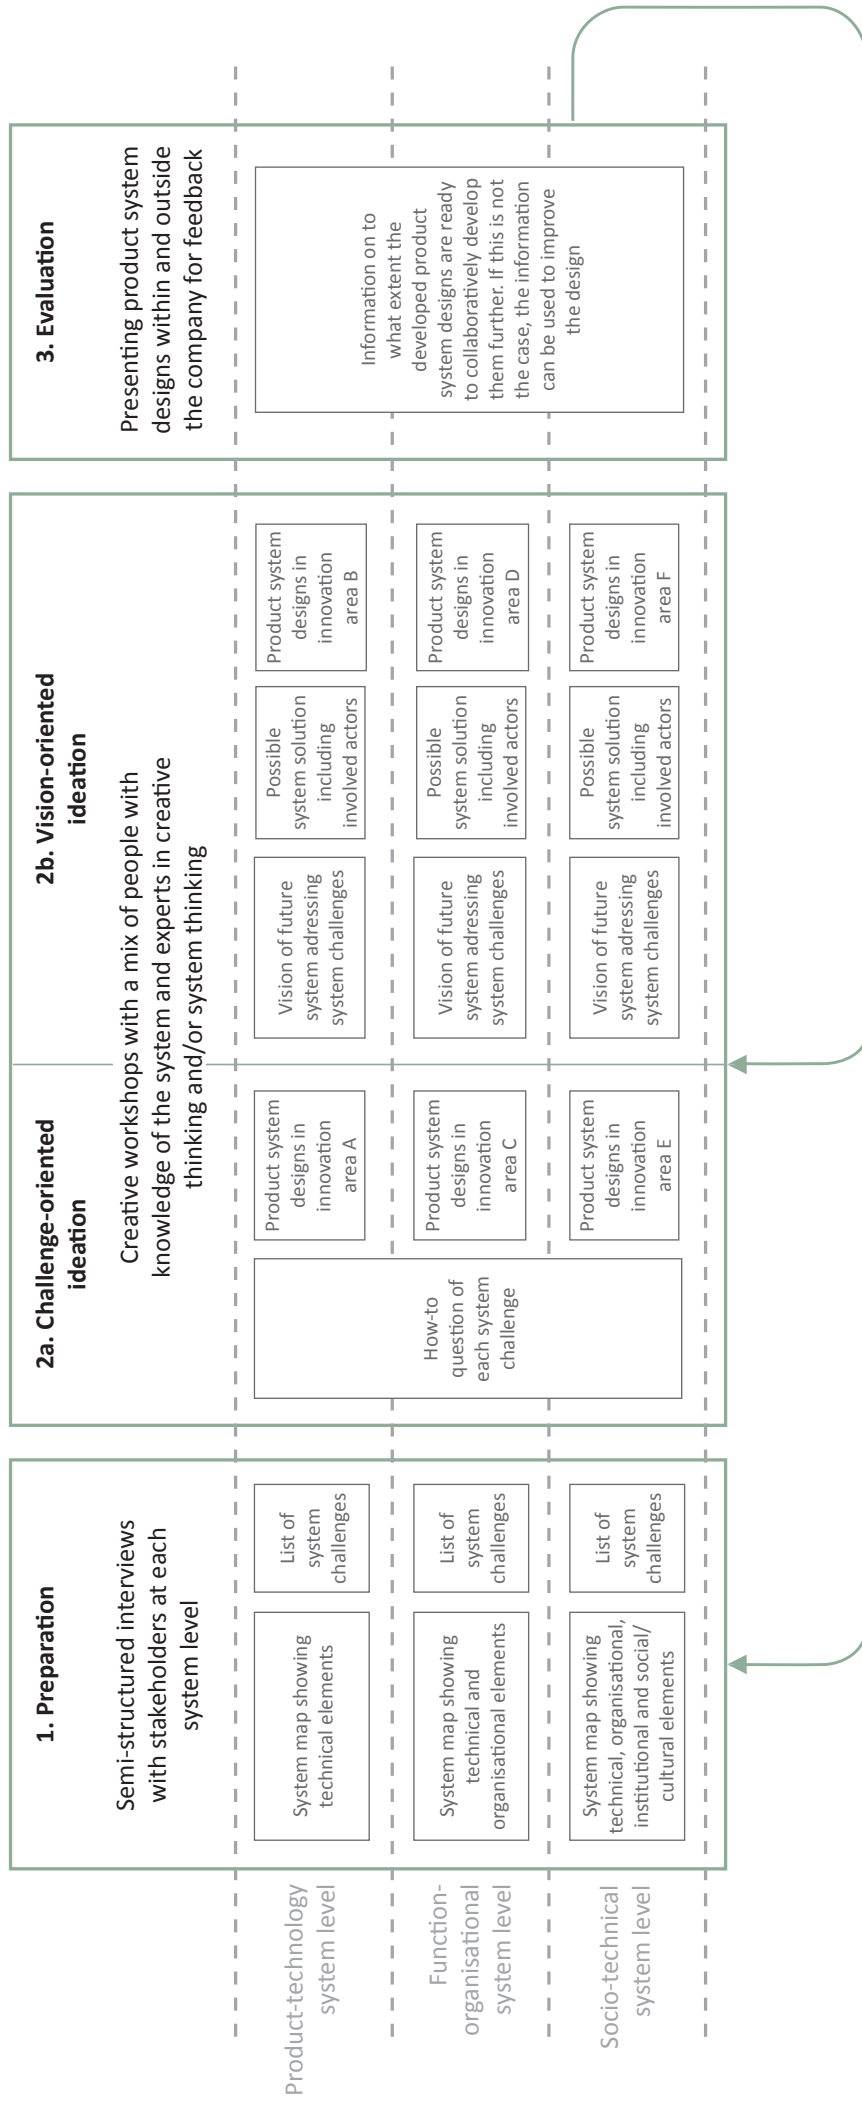 1. Preparation
Semi-structured interviews
with stakeholders at each
system level
2a. Challenge-oriented
ideation
2b. Vision-oriented
ideation
Creative workshops with a mix of people with
knowledge of the system and experts in creative
thinking and/or system thinking
3. Evaluation
Presenting product system
designs within and outside
the company for feedback
Product-technology
system level
System map showing
technical elements
List of
system
challenges
How-to
question of
each system
challenge
Product system
designs in
innovation
area A
Vision of future
system adressing
system challenges
Possible
system solution
including
involved actors
Product system
designs in
innovation
area B
Information on to
what extent the
developed product
system designs are ready
to collaboratively develop
them further. If this is not
the case, the information
can be used to improve
the design
Function-
organisational
system level
System map showing
technical and
organisational elements
List of
system
challenges
Product system
designs in
innovation
area C
Vision of future
system adressing
system challenges
Possible
system solution
including
involved actors
Product system
designs in
innovation
area D
Socio-technical
system level
System map showing
technical, organisational,
institutional and social/
cultural elements
List of
system
challenges
Product system
designs in
innovation
area E
Vision of future
system adressing
system challenges
Possible
system solution
including
involved actors
Product system
designs in
innovation
area F